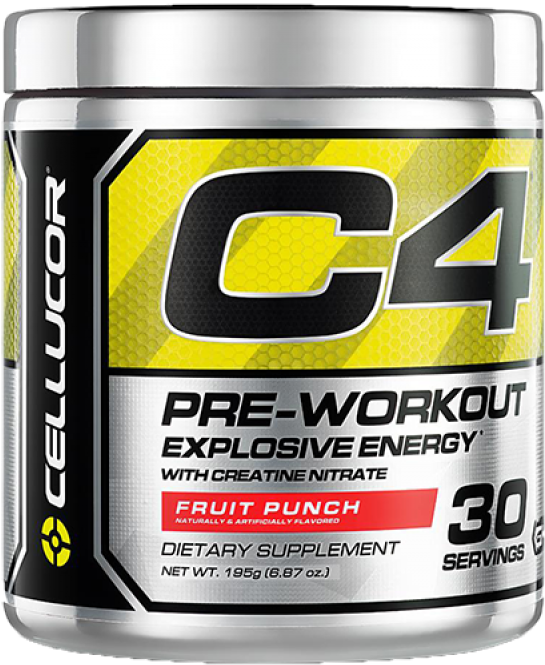 CELLUCOR®
C4
PRE-WORKOUT
EXPLOSIVE ENERGY*
WITH CREATINE NITRATE
FRUIT PUNCH
NATURALLY & ARTIFICIALLY FLAVORED
30
SERVINGS
DIETARY SUPPLEMENT
NET WT. 195g (6.87 oz.)